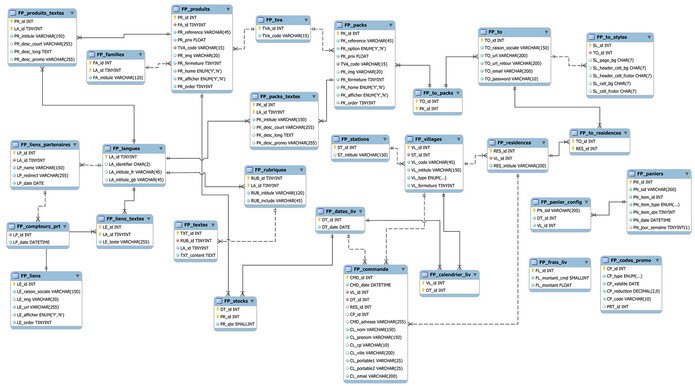 FP_produits_textes
PR_id INT
LA_id TINYINT
PR_intitule VARCHAR(150)
PR_desc_court VARCHAR(255)
PR_desc_long TEXT
PR_desc_promo VARCHAR(255)
FP_produits
PR_id INT
FA_id TINYINT
PR_reference VARCHAR(45)
PR_prix FLOAT
TVA_code VARCHAR(15)
PR_img VARCHAR(20)
PR_fermeture TINYINT
PR_home ENUM('Y','N')
PR_afficher ENUM('Y','N')
PR_order TINYINT
FP_tva
TVA_id TINYINT
TVA_code VARCHAR(15)
FP_packs
PK_id INT
PK_reference VARCHAR(45)
PK_option ENUM('Y','N')
PK_prix FLOAT
TVA_code VARCHAR(15)
PK_img VARCHAR(20)
PK_fermeture TINYINT
PK_home ENUM('Y','N')
PK_afficher ENUM('Y','N')
PK_order TINYINT
FP_to
TO_id INT
TO_raison_sociale VARCHAR(150)
TO_url VARCHAR(200)
TO_url_retour VARCHAR(200)
TO_email VARCHAR(200)
TO_password VARCHAR(10)
FP_to_styles
SL_id INT
TO_id INT
SL_page_bg CHAR(7)
SL_header_cell_bg CHAR(7)
SL_header_cell_fcolor CHAR(7)
SL_cell_bg CHAR(7)
SL_cell_fcolor CHAR(7)
FP_familles
FA_id TINYINT
LA_id TINYINT
FA_intitule VARCHAR(120)
FP_to_packs
TO_id INT
PK_id INT
FP_packs_textes
PK_id INT
LA_id TINYINT
PK_intitule VARCHAR(150)
PK_desc_court VARCHAR(255)
PK_desc_long TEXT
PK_desc_promo VARCHAR(255)
FP_to_residences
TO_id INT
RES_id INT
FP_liens_partenaires
LP_id INT
LA_id TINYINT
LP_name VARCHAR(150)
LP_redirect VARCHAR(255)
LP_date DATE
FP_langues
LA_id TINYINT
LA_identifier CHAR(2)
LA_intitule_fr VARCHAR(45)
LA_intitule_gb VARCHAR(45)
FP_stations
ST_id INT
ST_intitule VARCHAR(150)
FP_villages
VL_id INT
ST_id INT
VL_code VARCHAR(45)
VL_intitule VARCHAR(150)
VL_type ENUM(...)
VL_fermeture TINYINT
FP_residences
RES_id INT
VL_id INT
RES_intitule VARCHAR(200)
FP_rubriques
RUB_id TINYINT
LA_id TINYINT
RUB_intitule VARCHAR(120)
RUB_include VARCHAR(45)
FP_paniers
PN_id INT
PN_sid VARCHAR(200)
PN_item_id INT
PN_item_type ENUM(...)
PN_item_qte TINYINT
PN_date DATETIME
PN_jour_semaine TINYINT(1)
FP_panier_config
PN_sid VARCHAR(200)
DT_id INT
VL_id INT
FP_compteurs_prt
LP_id INT
LP_date DATETIME
FP_liens_textes
LE_id INT
LA_id TINYINT
LE_texte VARCHAR(255)
FP_textes
TXT_id INT
RUB_id TINYINT
LA_id TINYINT
TXT_content TEXT
FP_dates_liv
DT_id INT
DT_date DATE
FP_liens
LE_id INT
LE_raison_sociale VARCHAR(150)
LE_img VARCHAR(20)
LE_url VARCHAR(255)
LE_afficher ENUM('Y','N')
LE_order TINYINT
FP_stocks
DT_id INT
PR_id INT
PR_qte SMALLINT
FP_commande
CMD_id INT
CMD_date DATETIME
VL_id INT
DT_id INT
RES_id INT
CP_id INT
CMD_adresse VARCHAR(255)
CL_nom VARCHAR(150)
CL_prenom VARCHAR(150)
CL_cp VARCHAR(10)
CL_ville VARCHAR(200)
CL_portable1 VARCHAR(25)
CL_portable2 VARCHAR(25)
CL_email VARCHAR(200)
FP_calendrier_liv
VL_id INT
DT_id INT
FP_frais_liv
FL_id INT
FL_montant_cmd SMALLINT
FL_montant FLOAT
FP_codes_promo
CP_id INT
CP_type ENUM(...)
CP_validite DATE
CP_reduction DECIMAL(2,0)
CP_code VARCHAR(10)
PRT_id INT